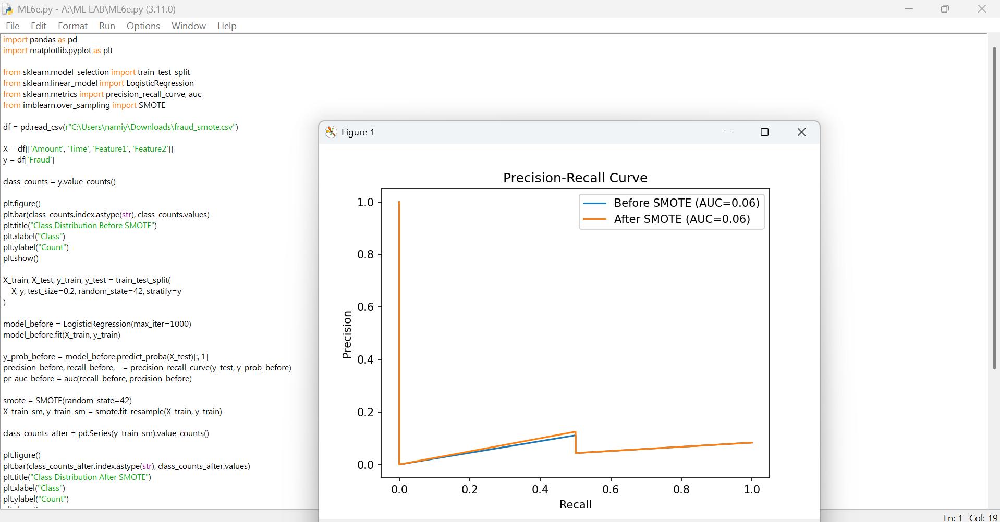 ML6e.py - A:\ML LAB\ML6e.py (3.11.0)
File Edit Format Run Options Window Help
import pandas as pd
import matplotlib.pyplot as plt
from sklearn.model_selection import train_test_split
from sklearn.linear_model import LogisticRegression
from sklearn.metrics import precision_recall_curve, auc
from imblearn.over_sampling import SMOTE
df = pd.read_csv(r"C:\Users\namiy\Downloads\fraud_smote.csv")
X = df[['Amount', 'Time', 'Feature1', 'Feature2']]
y = df['Fraud']
class_counts = y.value_counts()
plt.figure()
plt.bar(class_counts.index.astype(str), class_counts.values)
plt.title("Class Distribution Before SMOTE")
plt.xlabel("Class")
plt.ylabel("Count")
plt.show()
X_train, X_test, y_train, y_test = train_test_split(
X, y, test_size=0.2, random_state=42, stratify=y
)
model_before = LogisticRegression(max_iter=1000)
model_before.fit(X_train, y_train)
y_prob_before = model_before.predict_proba(X_test)[:, 1]
precision_before, recall_before, _ = precision_recall_curve(y_test, y_prob_before)
pr_auc_before = auc(recall_before, precision_before)
smote = SMOTE(random_state=42)
X_train_sm, y_train_sm = smote.fit_resample(X_train, y_train)
class_counts_after = pd.Series(y_train_sm).value_counts()
plt.figure()
plt.bar(class_counts_after.index.astype(str), class_counts_after.values)
plt.title("Class Distribution After SMOTE")
plt.xlabel("Class")
plt.ylabel("Count")
Figure 1
Precision-Recall Curve
Before SMOTE (AUC=0.06)
After SMOTE (AUC=0.06)
Precision
1.0
0.8
0.6
0.4
0.2
0.0
0.0 0.2 0.4 0.6 0.8 1.0
Recall
Ln: 1 Col: 19